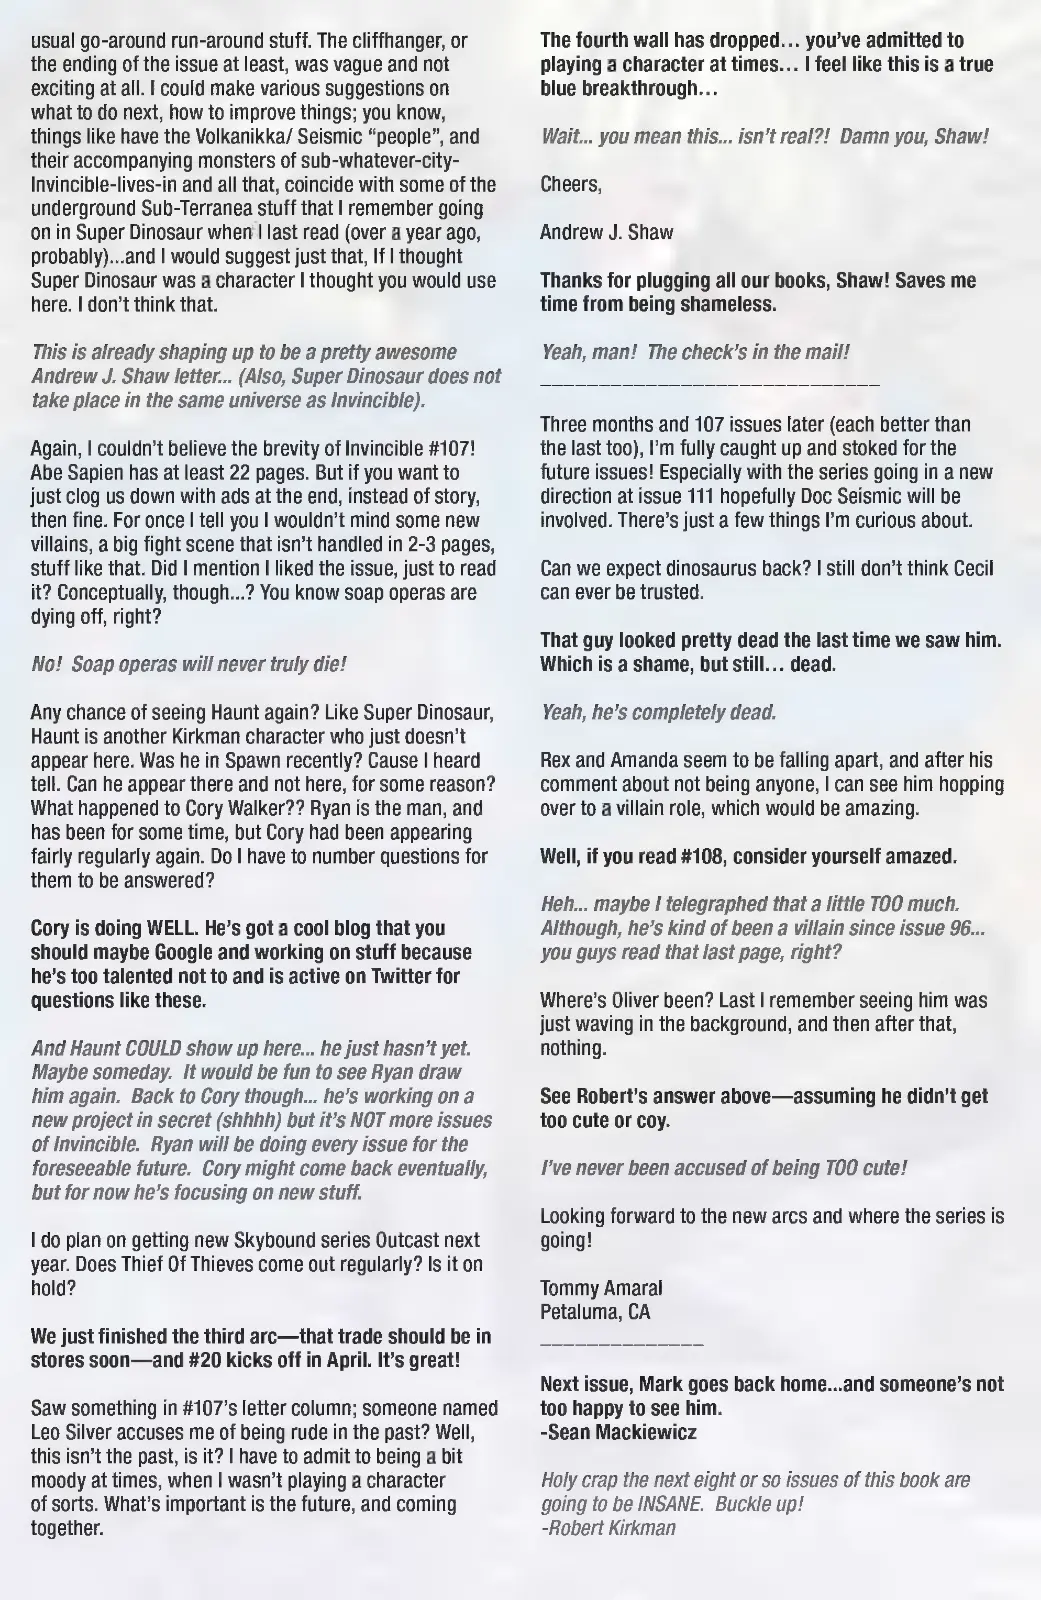 usual go-around run-around stuff. The cliffhanger, or
the ending of the issue at least, was vague and not
exciting at all. I could make various suggestions on
what to do next, how to improve things; you know,
things like have the Volkanikka/ Seismic “people”, and
their accompanying monsters of sub-whatever-city-
Invincible-lives-in and all that, coincide with some of the
underground Sub-Terranea stuff that I remember going
on in Super Dinosaur when I last read (over a year ago,
probably)...and I would suggest just that, If I thought
Super Dinosaur was a character I thought you would use
here. I don’t think that.
This is already shaping up to be a pretty awesome
Andrew J. Shaw letter... (Also, Super Dinosaur does not
take place in the same universe as Invincible).
Again, I couldn’t believe the brevity of Invincible #107!
Abe Sapien has at least 22 pages. But if you want to
just clog us down with ads at the end, instead of story,
then fine. For once I tell you I wouldn’t mind some new
villains, a big fight scene that isn’t handled in 2-3 pages,
stuff like that. Did I mention I liked the issue, just to read
it? Conceptually, though...? You know soap operas are
dying off, right?
No! Soap operas will never truly die!
Any chance of seeing Haunt again? Like Super Dinosaur,
Haunt is another Kirkman character who just doesn’t
appear here. Was he in Spawn recently? Cause I heard
tell. Can he appear there and not here, for some reason?
What happened to Cory Walker?? Ryan is the man, and
has been for some time, but Cory had been appearing
fairly regularly again. Do I have to number questions for
them to be answered?
Cory is doing WELL. He’s got a cool blog that you
should maybe Google and working on stuff because
he’s too talented not to and is active on Twitter for
questions like these.
And Haunt COULD show up here... he just hasn’t yet.
Maybe someday. It would be fun to see Ryan draw
him again. Back to Cory though... he’s working on a
new project in secret (shhhh) but it’s NOT more issues
of Invincible. Ryan will be doing every issue for the
foreseeable future. Cory might come back eventually,
but for now he’s focusing on new stuff.
I do plan on getting new Skybound series Outcast next
year. Does Thief Of Thieves come out regularly? Is it on
hold?
We just finished the third arc—that trade should be in
stores soon—and #20 kicks off in April. It’s great!
Saw something in #107’s letter column; someone named
Leo Silver accuses me of being rude in the past? Well,
this isn’t the past, is it? I have to admit to being a bit
moody at times, when I wasn’t playing a character
of sorts. What’s important is the future, and coming
together.
The fourth wall has dropped... you’ve admitted to
playing a character at times... I feel like this is a true
blue breakthrough...
Wait... you mean this... isn’t real?! Damn you, Shaw!
Cheers,
Andrew J. Shaw
Thanks for plugging all our books, Shaw! Saves me
time from being shameless.
Yeah, man! The check’s in the mail!
Three months and 107 issues later (each better than
the last too), I’m fully caught up and stoked for the
future issues! Especially with the series going in a new
direction at issue 111 hopefully Doc Seismic will be
involved. There’s just a few things I’m curious about.
Can we expect dinosaurus back? I still don’t think Cecil
can ever be trusted.
That guy looked pretty dead the last time we saw him.
Which is a shame, but still... dead.
Yeah, he’s completely dead.
Rex and Amanda seem to be falling apart, and after his
comment about not being anyone, I can see him hopping
over to a villain role, which would be amazing.
Well, if you read #108, consider yourself amazed.
Heh... maybe I telegraphed that a little TOO much.
Although, he’s kind of been a villain since issue 96...
you guys read that last page, right?
Where’s Oliver been? Last I remember seeing him was
just waving in the background, and then after that,
nothing.
See Robert’s answer above—assuming he didn’t get
too cute or coy.
I’ve never been accused of being TOO cute!
Looking forward to the new arcs and where the series is
going!
Tommy Amaral
Petaluma, CA
Next issue, Mark goes back home...and someone’s not
too happy to see him.
-Sean Mackiewicz
Holy crap the next eight or so issues of this book are
going to be INSANE. Buckle up!
-Robert Kirkman